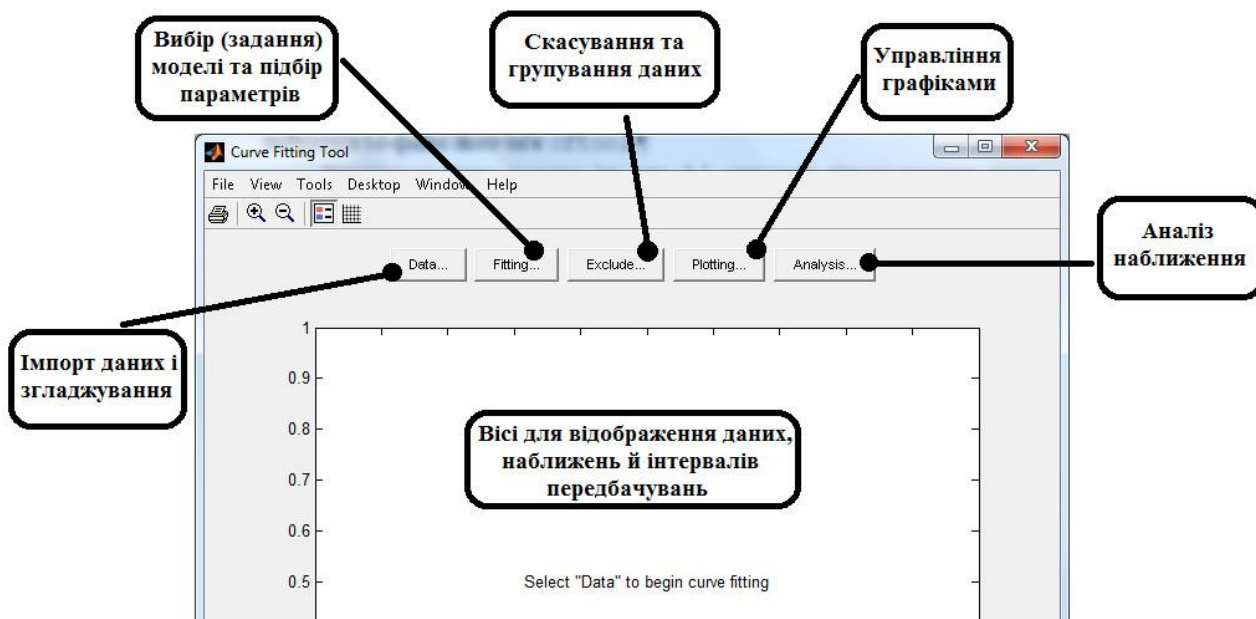 Вибір (задання)
моделі та підбір
параметрів
Скасування та
групування даних
Управління
графіками
Curve Fitting Tool
File View Tools Desktop Window Help
Data... Fitting... Exclude... Plotting... Analysis...
Аналіз
наближення
Імпорт даних і
згладжування
1
0.9
0.8
0.7
0.6
0.5
Вісі для відображення даних,
наближень й інтервалів
передбачувань
Select "Data" to begin curve fitting